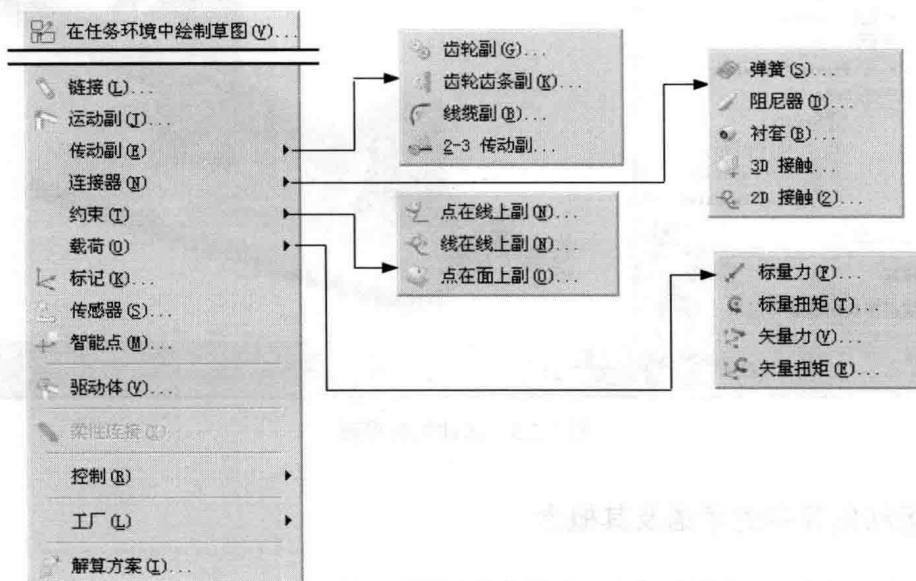 在任务环境中绘制草图(V)...
链接(L)...
运动副(J)...
传动副(E)
连接器(N)
约束(T)
载荷(O)
标记(K)...
传感器(S)...
智能点(M)...
驱动体(V)...
柔性连接(X)...
控制(R)
工厂(L)
解算方案(I)...
齿轮副(G)...
齿轮齿条副(K)...
线缆副(B)...
2-3 传动副...
点在线上副(N)...
线在线上副(N)...
点在面上副(O)...
弹簧(S)...
阻尼器(D)...
衬套(B)...
3D 接触...
2D 接触(2)...
标量力(F)...
标量扭矩(T)...
矢量力(V)...
矢量扭矩(E)...